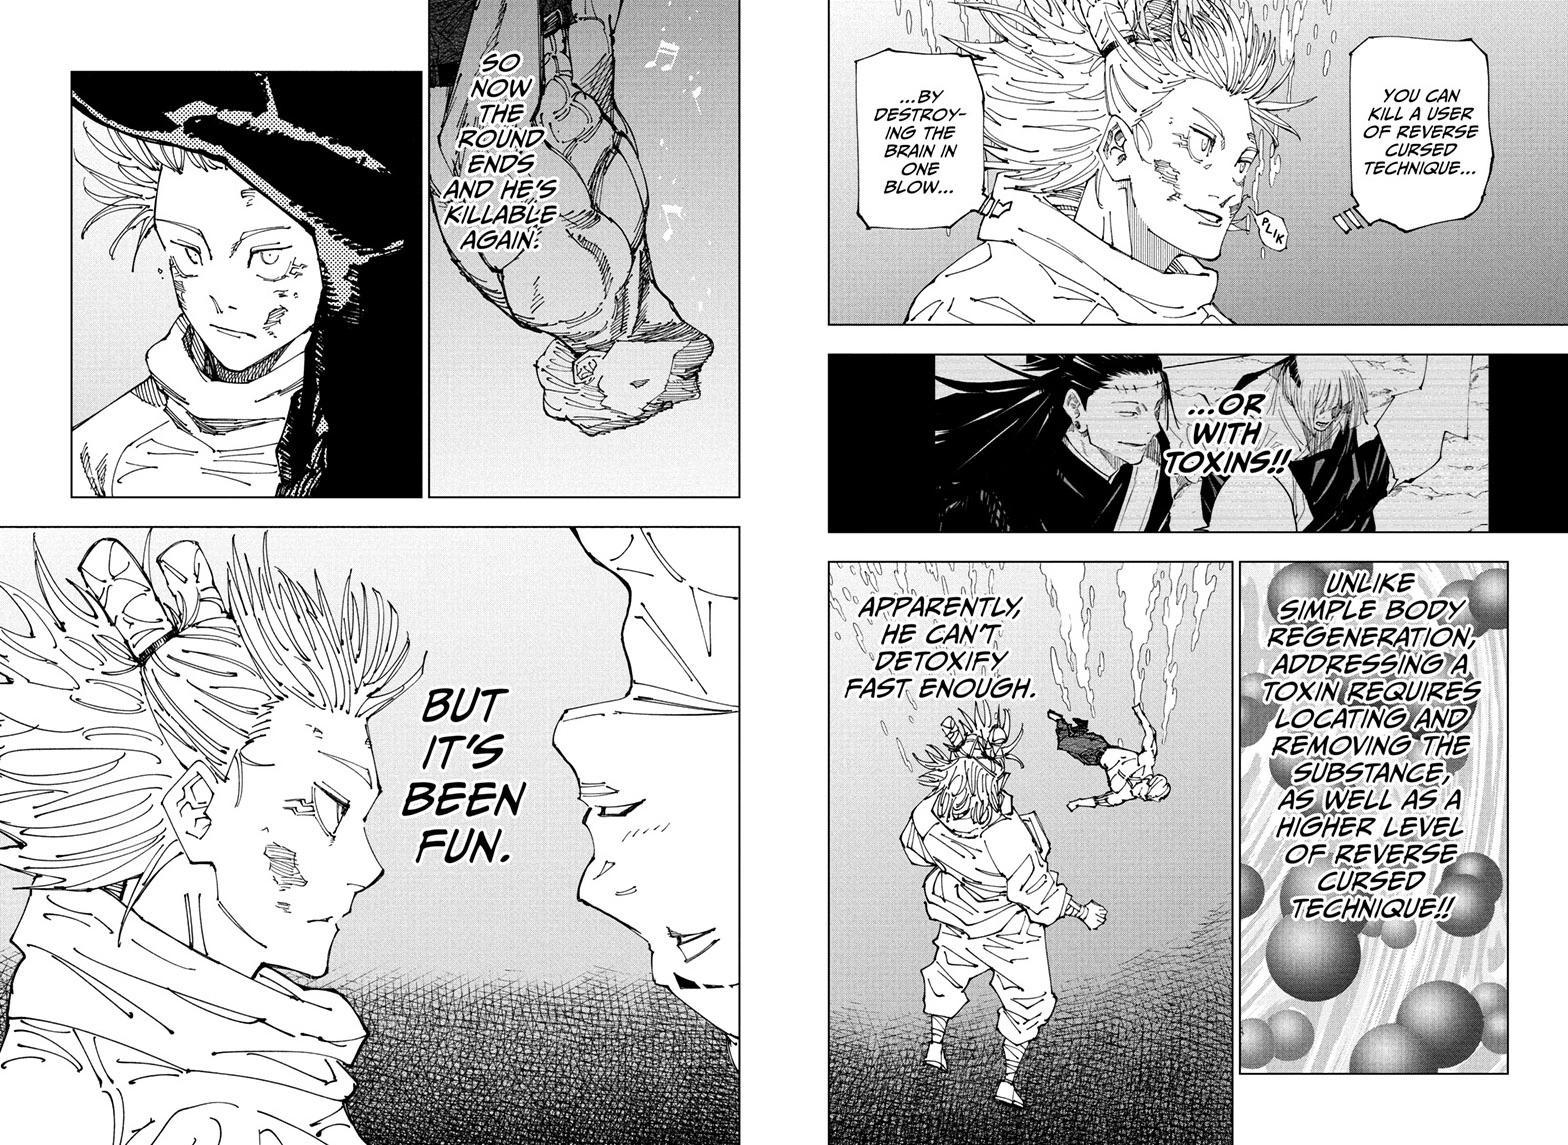 YOU CAN
KILL A USER
OF REVERSE
CURSED
TECHNIQUE...
...BY
DESTROY-
ING THE
BRAIN IN
ONE
BLOW...
PLIK
...OR
WITH
TOXINS!!
UNLIKE
SIMPLE BODY
REGENERATION,
ADDRESSING A
TOXIN REQUIRES
LOCATING AND
REMOVING THE
SUBSTANCE,
AS WELL AS A
HIGHER LEVEL
OF REVERSE
CURSED
TECHNIQUE!!
APPARENTLY,
HE CAN'T
DETOXIFY
FAST ENOUGH.
SO
NOW
THE
ROUND
ENDS
AND HE'S
KILLABLE
AGAIN.
BUT
IT'S
BEEN
FUN.